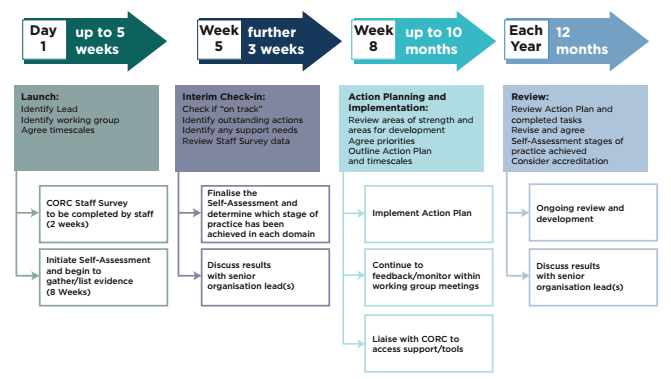 Day
1
up to 5
weeks
Week
5
further
3 weeks
Week
8
up to 10
months
Each
Year
12
months
Launch:
Identify Lead
Identify working group
Agree timescales
Interim Check-in:
Check if "on track"
Identify outstanding actions
Identify any support needs
Review Staff Survey data
Action Planning and
Implementation:
Review areas of strength and
areas for development
Agree priorities
Outline Action Plan
and timescales
Review:
Review Action Plan and
completed tasks
Revise and agree
Self-Assessment stages of
practice achieved
Consider accreditation
CORC Staff Survey
to be completed by staff
(2 weeks)
Initiate Self-Assessment
and begin to
gather/list evidence
(8 Weeks)
Finalise the
Self-Assessment and
determine which stage of
practice has been
achieved in each domain
Discuss results
with senior
organisation lead(s)
Implement Action Plan
Continue to
feedback/monitor within
working group meetings
Liaise with CORC to
access support/tools
Ongoing review and
development
Discuss results
with senior
organisation lead(s)